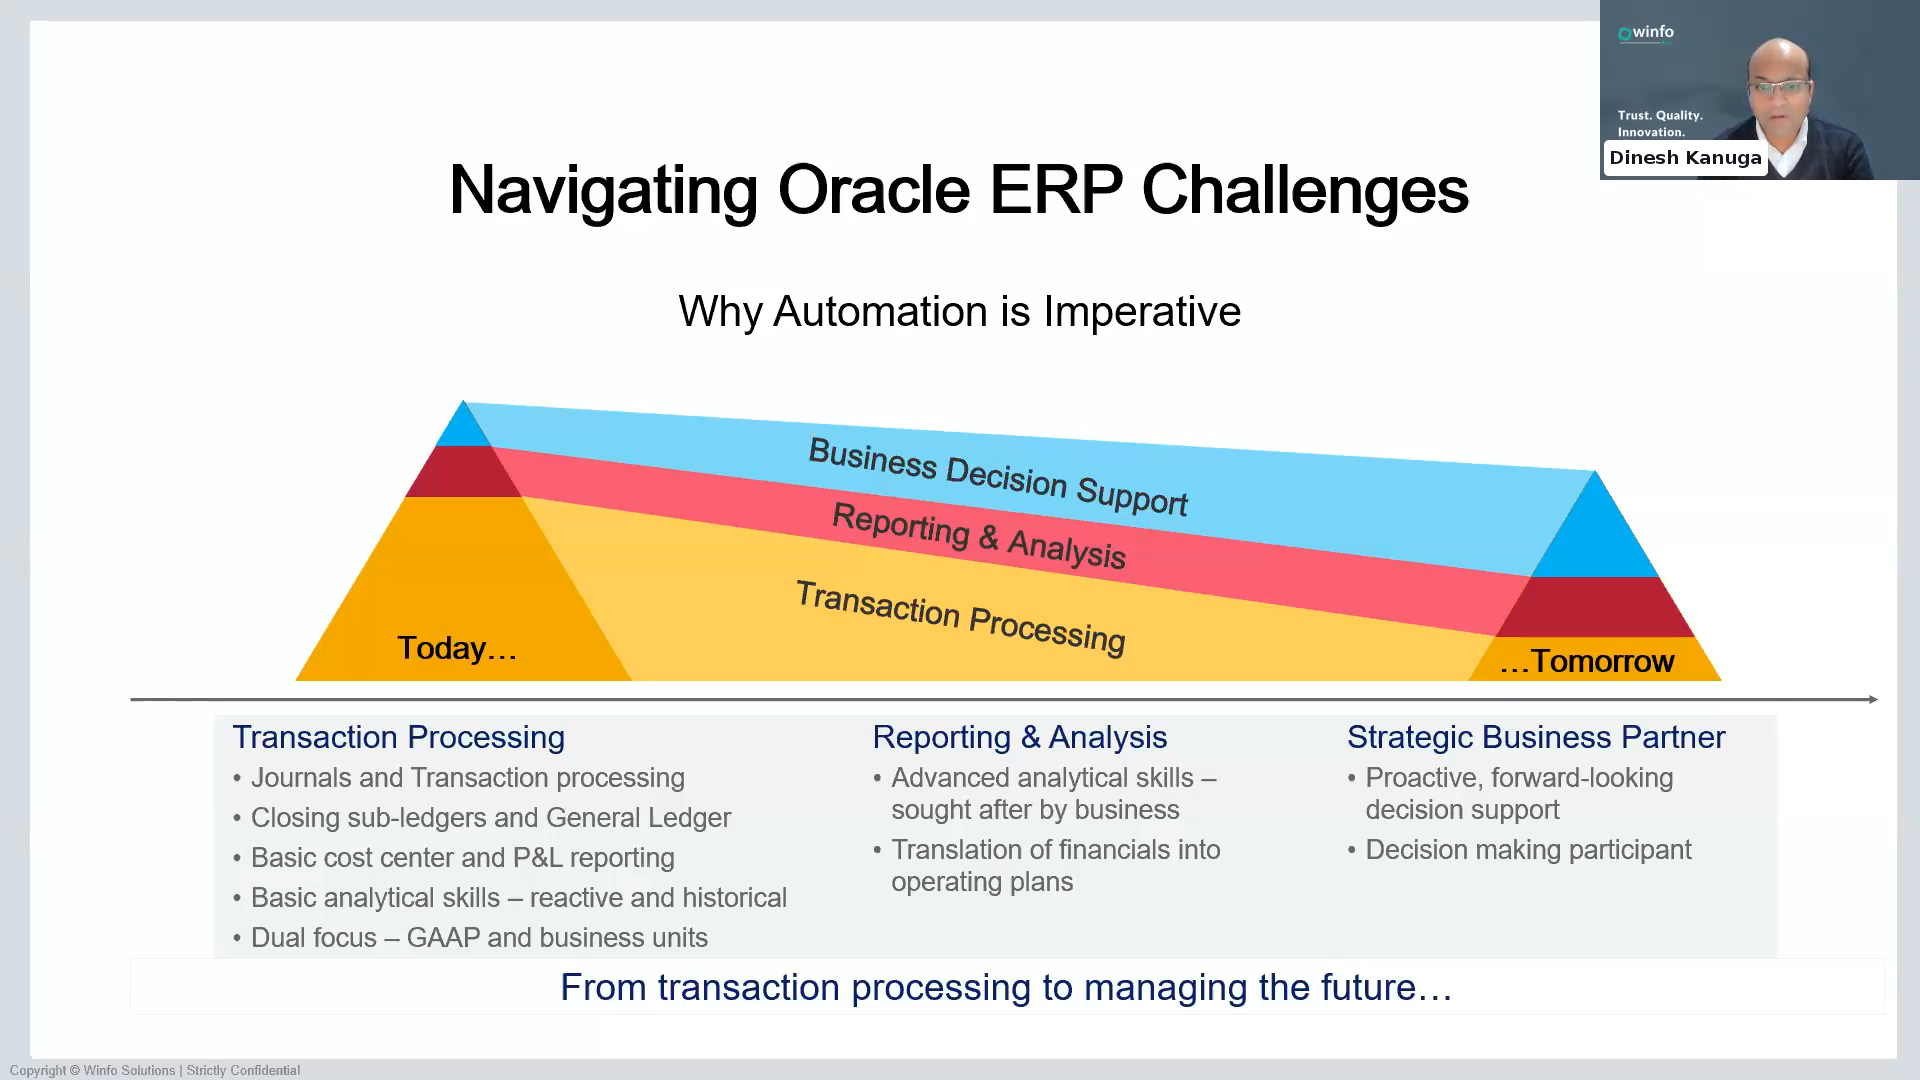 winfo
Trust. Quality.
Innovation.
Dinesh Kanuga
Navigating Oracle ERP Challenges
Why Automation is Imperative
Business Decision Support
Reporting & Analysis
Transaction Processing
Today…
…Tomorrow
Transaction Processing
• Journals and Transaction processing
• Closing sub-ledgers and General Ledger
• Basic cost center and P&L reporting
• Basic analytical skills – reactive and historical
• Dual focus – GAAP and business units
Reporting & Analysis
• Advanced analytical skills –
sought after by business
• Translation of financials into
operating plans
Strategic Business Partner
• Proactive, forward-looking
decision support
• Decision making participant
From transaction processing to managing the future…
Copyright © Winfo Solutions | Strictly Confidential